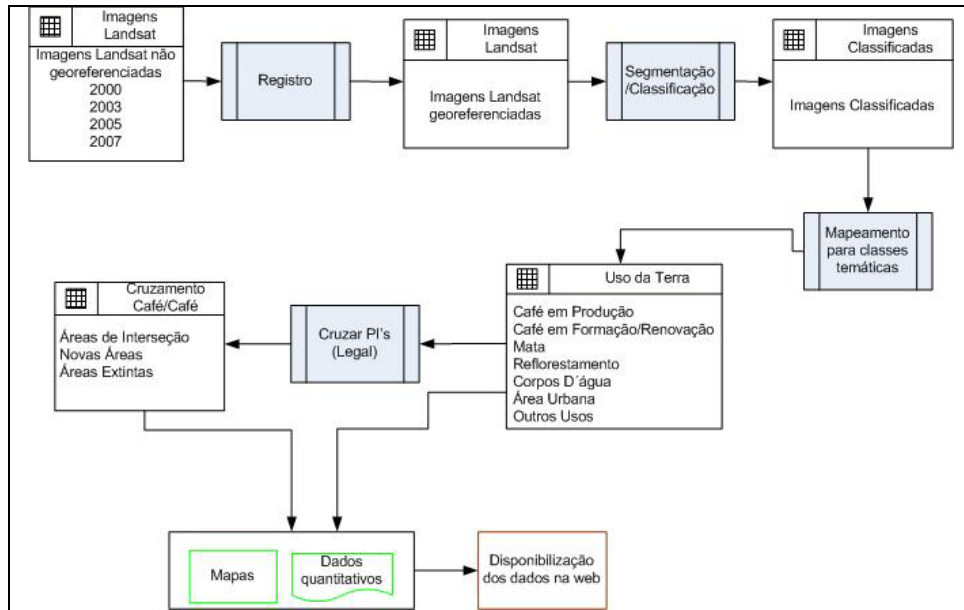 Imagens
Landsat
Imagens Landsat não
georeferenciadas
2000
2003
2005
2007
Registro
Imagens
Landsat
Imagens Landsat
georeferenciadas
Segmentação
/Classificação
Imagens
Classificadas
Imagens Classificadas
Mapeamento
para classes
temáticas
Uso da Terra
Café em Produção
Café em Formação/Renovação
Mata
Reflorestamento
Corpos D´água
Área Urbana
Outros Usos
Cruzar PI's
(Legal)
Cruzamento
Café/Café
Áreas de Interseção
Novas Áreas
Áreas Extintas
Mapas
Dados
quantitativos
Disponibilização
dos dados na web